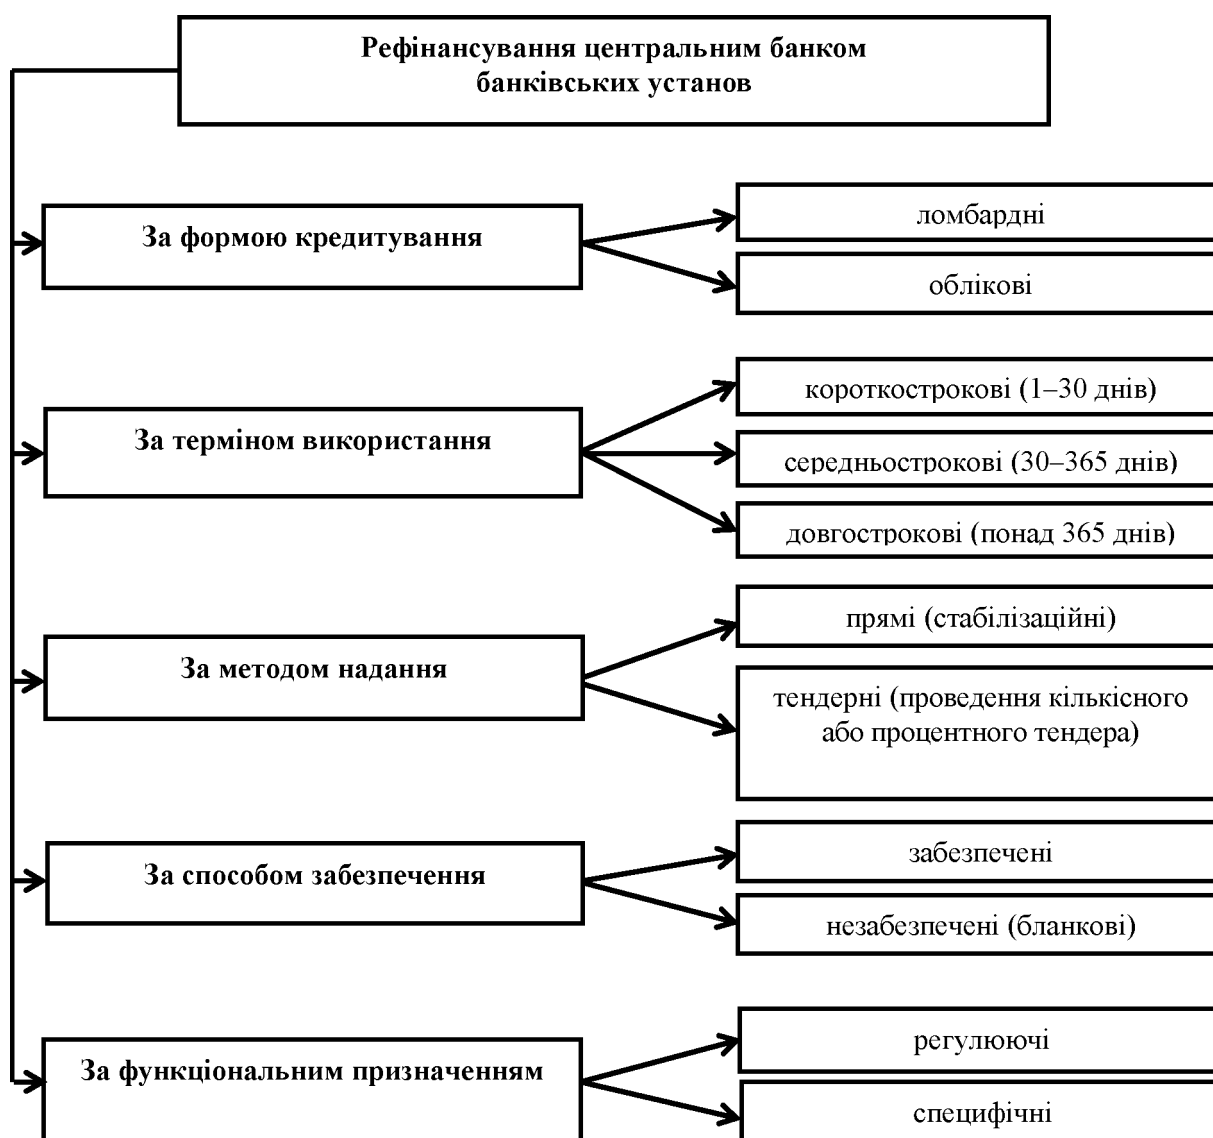 Рефінансування центральним банком
банківських установ
За формою кредитування
ломбардні
облікові
За терміном використання
короткострокові (1–30 днів)
середньострокові (30–365 днів)
довгострокові (понад 365 днів)
За методом надання
прямі (стабілізаційні)
тендерні (проведення кількісного
або процентного тендера)
За способом забезпечення
забезпечені
незабезпечені (бланкові)
За функціональним призначенням
регулюючі
специфічні